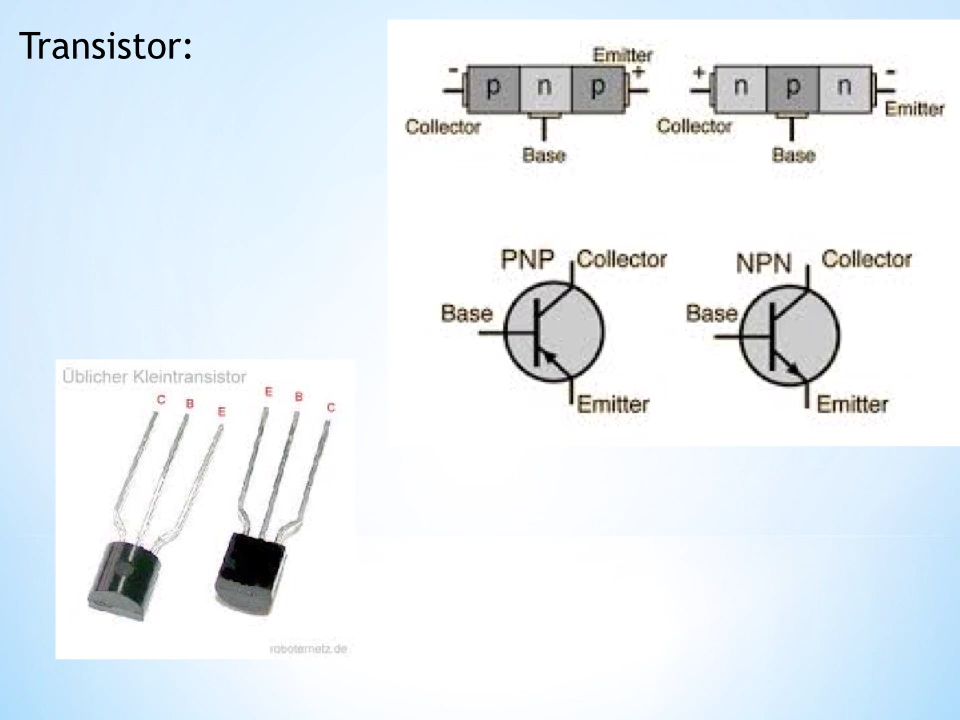 Transistor:
Emitter
- p n p +
Collector
Base
+ n p n -
Emitter
Collector
Base
PNP Collector
Base
Emitter
NPN Collector
Base
Emitter
Üblicher Kleintransistor
C B E
E B C
roboternetz.de